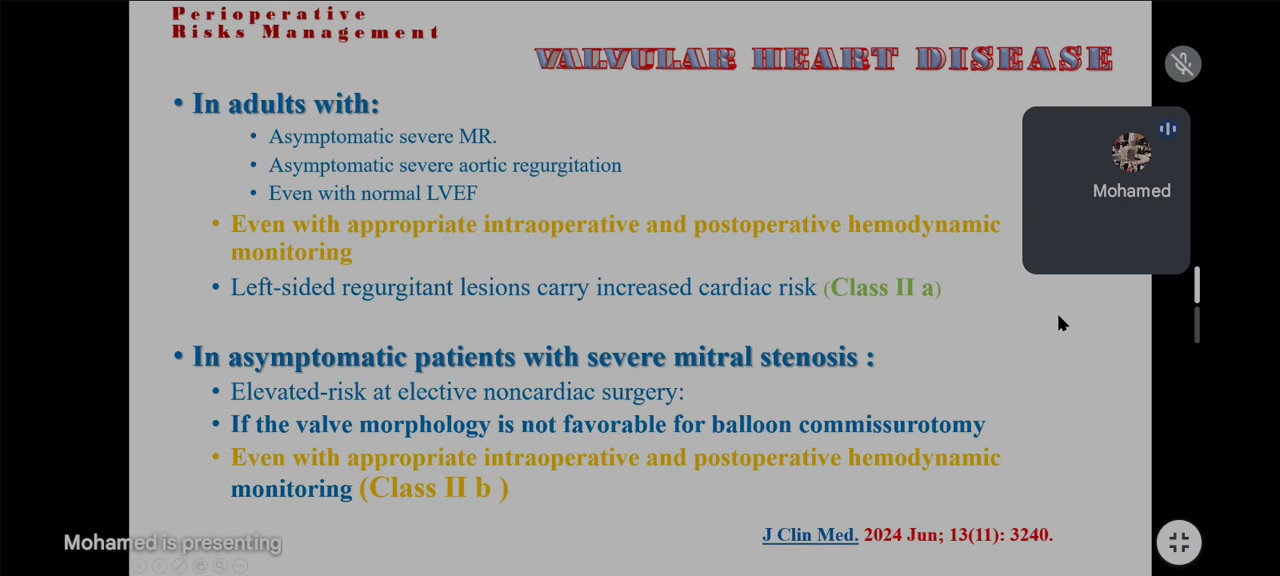 Perioperative
Risks Management
VALVULAR HEART DISEASE
• In adults with:
• Asymptomatic severe MR.
• Asymptomatic severe aortic regurgitation
• Even with normal LVEF
• Even with appropriate intraoperative and postoperative hemodynamic
monitoring
• Left-sided regurgitant lesions carry increased cardiac risk (Class II a)
• In asymptomatic patients with severe mitral stenosis :
• Elevated-risk at elective noncardiac surgery:
• If the valve morphology is not favorable for balloon commissurotomy
• Even with appropriate intraoperative and postoperative hemodynamic
monitoring (Class II b )
J Clin Med. 2024 Jun; 13(11): 3240.
Mohamed
Mohamed is presenting